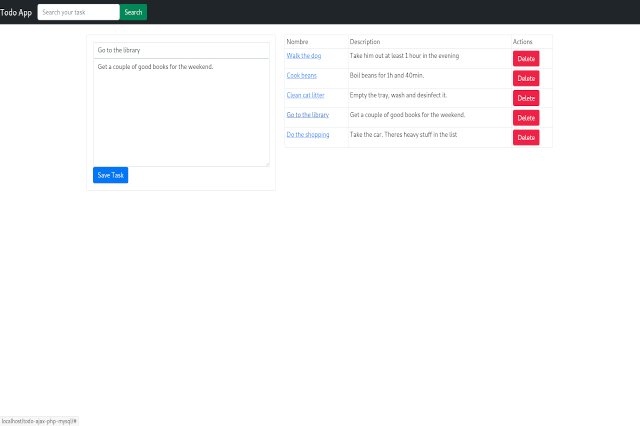 Todo App Search your task Search
Go to the library
Get a couple of good books for the weekend.
Save Task
Nombre Description Actions
Walk the dog Take him out at least 1 hour in the evening Delete
Cook beans Boil beans for 1h and 40min. Delete
Clean cat litter Empty the tray, wash and desinfect it. Delete
Go to the library Get a couple of good books for the weekend. Delete
Do the shopping Take the car. Theres heavy stuff in the list Delete
localhost/todo-ajax-php-mysql/#